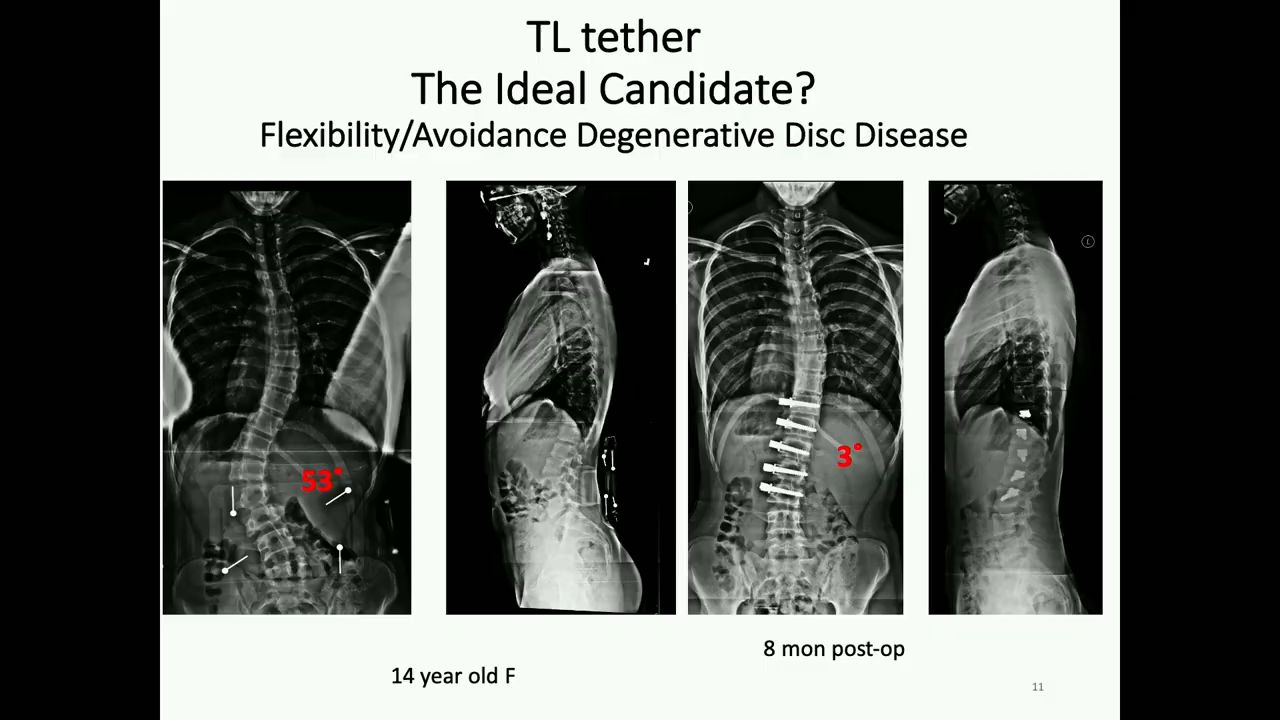 TL tether
The Ideal Candidate?
Flexibility/Avoidance Degenerative Disc Disease
53°
3°
L
8 mon post-op
14 year old F
11